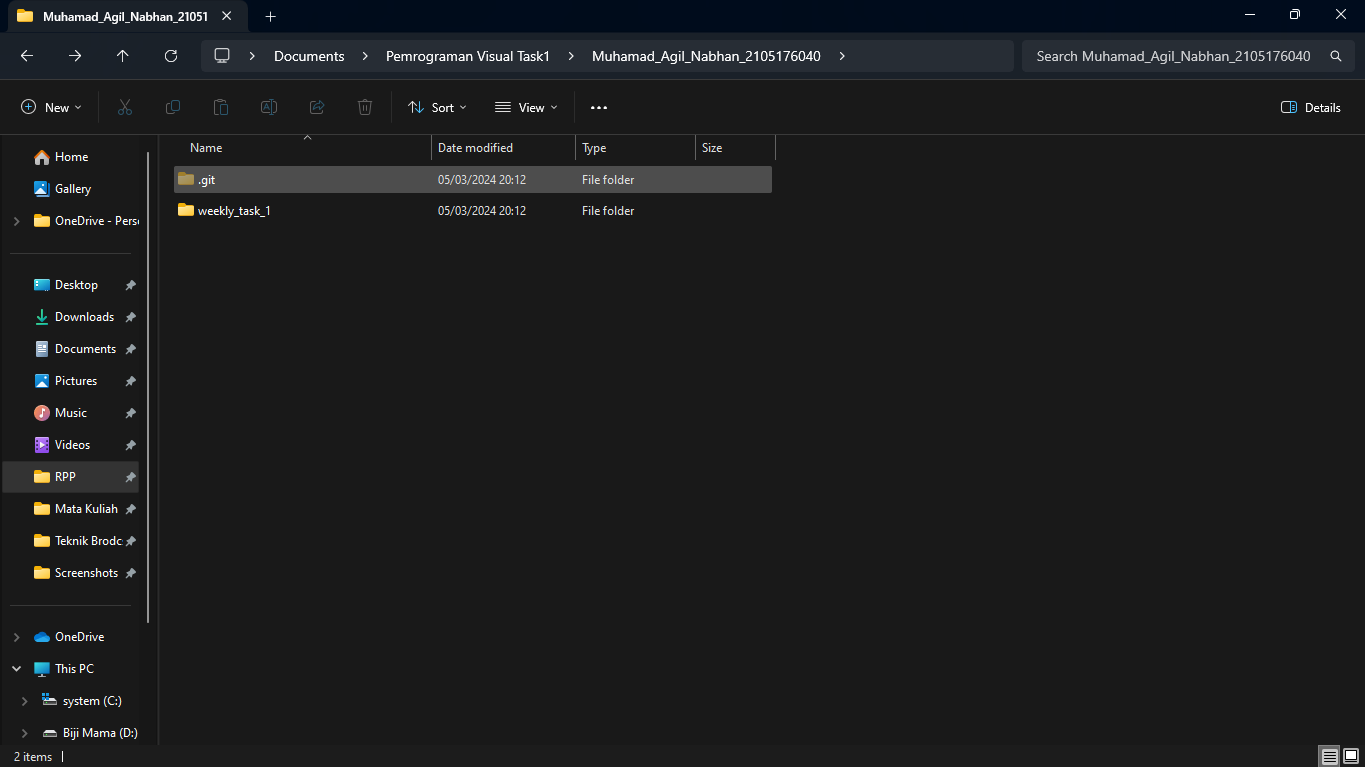 Muhamad_Agil_Nabhan_21051
Documents > Pemrograman Visual Task1 > Muhamad_Agil_Nabhan_2105176040 >
Search Muhamad_Agil_Nabhan_2105176040
New
Sort
View
Details
Name Date modified Type Size
.git 05/03/2024 20:12 File folder
weekly_task_1 05/03/2024 20:12 File folder
Home
Gallery
OneDrive - Pers
Desktop
Downloads
Documents
Pictures
Music
Videos
RPP
Mata Kuliah
Teknik Brodc
Screenshots
OneDrive
This PC
system (C:)
Biji Mama (D:)
2 items